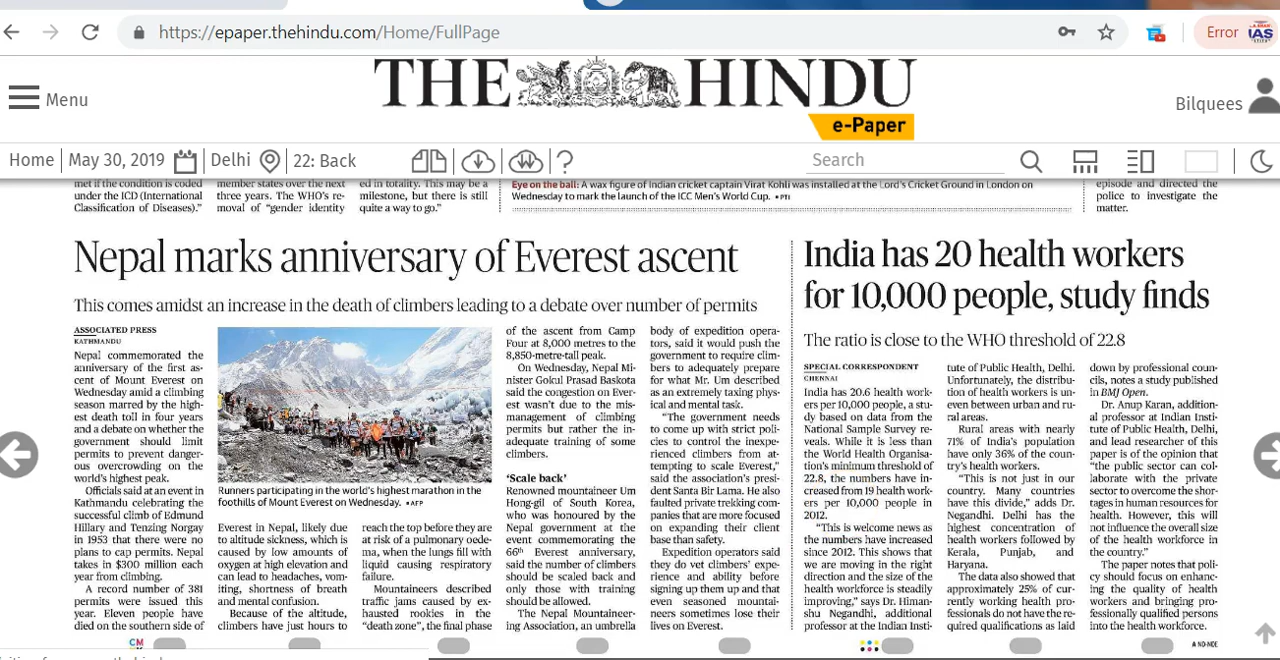 https://epaper.thehindu.com/Home/FullPage
Error
IAS
Menu
THE HINDU
e-Paper
Bilquees
Home
May 30, 2019
Delhi
22: Back
Search
met if the condition is coded
under the ICD (International
Classification of Diseases)."
member states over the next
three years. The WHO's re-
moval of "gender identity
ed in totality. This may be a
milestone, but there is still
quite a way to go."
Eye on the ball: A wax figure of Indian cricket captain Virat Kohli was installed at the Lord's Cricket Ground in London on
Wednesday to mark the launch of the ICC Men's World Cup. • PTI
episode and directed the
police to investigate the
matter.
Nepal marks anniversary of Everest ascent
This comes amidst an increase in the death of climbers leading to a debate over number of permits
ASSOCIATED PRESS
KATHMANDU
Nepal commemorated the
anniversary of the first as-
cent of Mount Everest on
Wednesday amid a climbing
season marred by the high-
est death toll in four years
and a debate on whether the
government should limit
permits to prevent danger-
ous overcrowding on the
world's highest peak.
Officials said at an event in
Kathmandu celebrating the
successful climb of Edmund
Hillary and Tenzing Norgay
in 1953 that there were no
plans to cap permits. Nepal
takes in $300 million each
year from climbing.
A record number of 381
permits were issued this
year. Eleven people have
died on the southern side of
Runners participating in the world's highest marathon in the
foothills of Mount Everest on Wednesday. • AFP
Everest in Nepal, likely due
to altitude sickness, which is
caused by low amounts of
oxygen at high elevation and
can lead to headaches, vom-
iting, shortness of breath
and mental confusion.
Because of the altitude,
climbers have just hours to
reach the top before they are
at risk of a pulmonary oede-
ma, when the lungs fill with
liquid causing respiratory
failure.
Mountaineers described
traffic jams caused by ex-
hausted rookies in the
"death zone", the final phase
of the ascent from Camp
Four at 8,000 metres to the
8,850-metre-tall peak.
On Wednesday, Nepal Mi-
nister Gokul Prasad Baskota
said the congestion on Ever-
est wasn't due to the mis-
management of climbing
permits but rather the in-
adequate training of some
climbers.
'Scale back'
Renowned mountaineer Um
Hong-gil of South Korea,
who was honoured by the
Nepal government at the
event commemorating the
66th Everest anniversary,
said the number of climbers
should be scaled back and
only those with training
should be allowed.
The Nepal Mountaineer-
ing Association, an umbrella
body of expedition opera-
tors, said it would push the
government to require clim-
bers to adequately prepare
for what Mr. Um described
as an extremely taxing phys-
ical and mental task.
"The government needs
to come up with strict poli-
cies to control the inexpe-
rienced climbers from at-
tempting to scale Everest,"
said the association's presi-
dent Santa Bir Lama. He also
faulted private trekking com-
panies that are more focused
on expanding their client
base than safety.
Expedition operators said
they do vet climbers' expe-
rience and ability before
signing them up and that
even seasoned mountai-
neers sometimes lose their
lives on Everest.
India has 20 health workers
for 10,000 people, study finds
The ratio is close to the WHO threshold of 22.8
SPECIAL CORRESPONDENT
CHENNAI
India has 20.6 health work-
ers per 10,000 people, a stu-
dy based on data from the
National Sample Survey re-
veals. While it is less than
the World Health Organisa-
tion's minimum threshold of
22.8, the numbers have in-
creased from 19 health work-
ers per 10,000 people in
2012.
"This is welcome news as
the numbers have increased
since 2012. This shows that
we are moving in the right
direction and the size of the
health workforce is steadily
improving," says Dr. Himan-
shu Negandhi, additional
professor at the Indian Insti-
tute of Public Health, Delhi.
Unfortunately, the distribu-
tion of health workers is un-
even between urban and ru-
ral areas.
Rural areas with nearly
71% of India's population
have only 36% of the coun-
try's health workers.
"This is not just in our
country. Many countries
have this divide," adds Dr.
Negandhi. Delhi has the
highest concentration of
health workers followed by
Kerala, Punjab, and
Haryana.
The data also showed that
approximately 25% of cur-
rently working health pro-
fessionals do not have the re-
quired qualifications as laid
down by professional coun-
cils, notes a study published
in BMJ Open.
Dr. Anup Karan, addition-
al professor at Indian Insti-
tute of Public Health, Delhi,
and lead researcher of this
paper is of the opinion that
"the public sector can col-
laborate with the private
sector to overcome the shor-
tages in human resources for
health. However, this will
not influence the overall size
of the health workforce in
the country."
The paper notes that poli-
cy should focus on enhanc-
ing the quality of health
workers and bringing pro-
fessionally qualified persons
into the health workforce.
CM
A ND-NDE